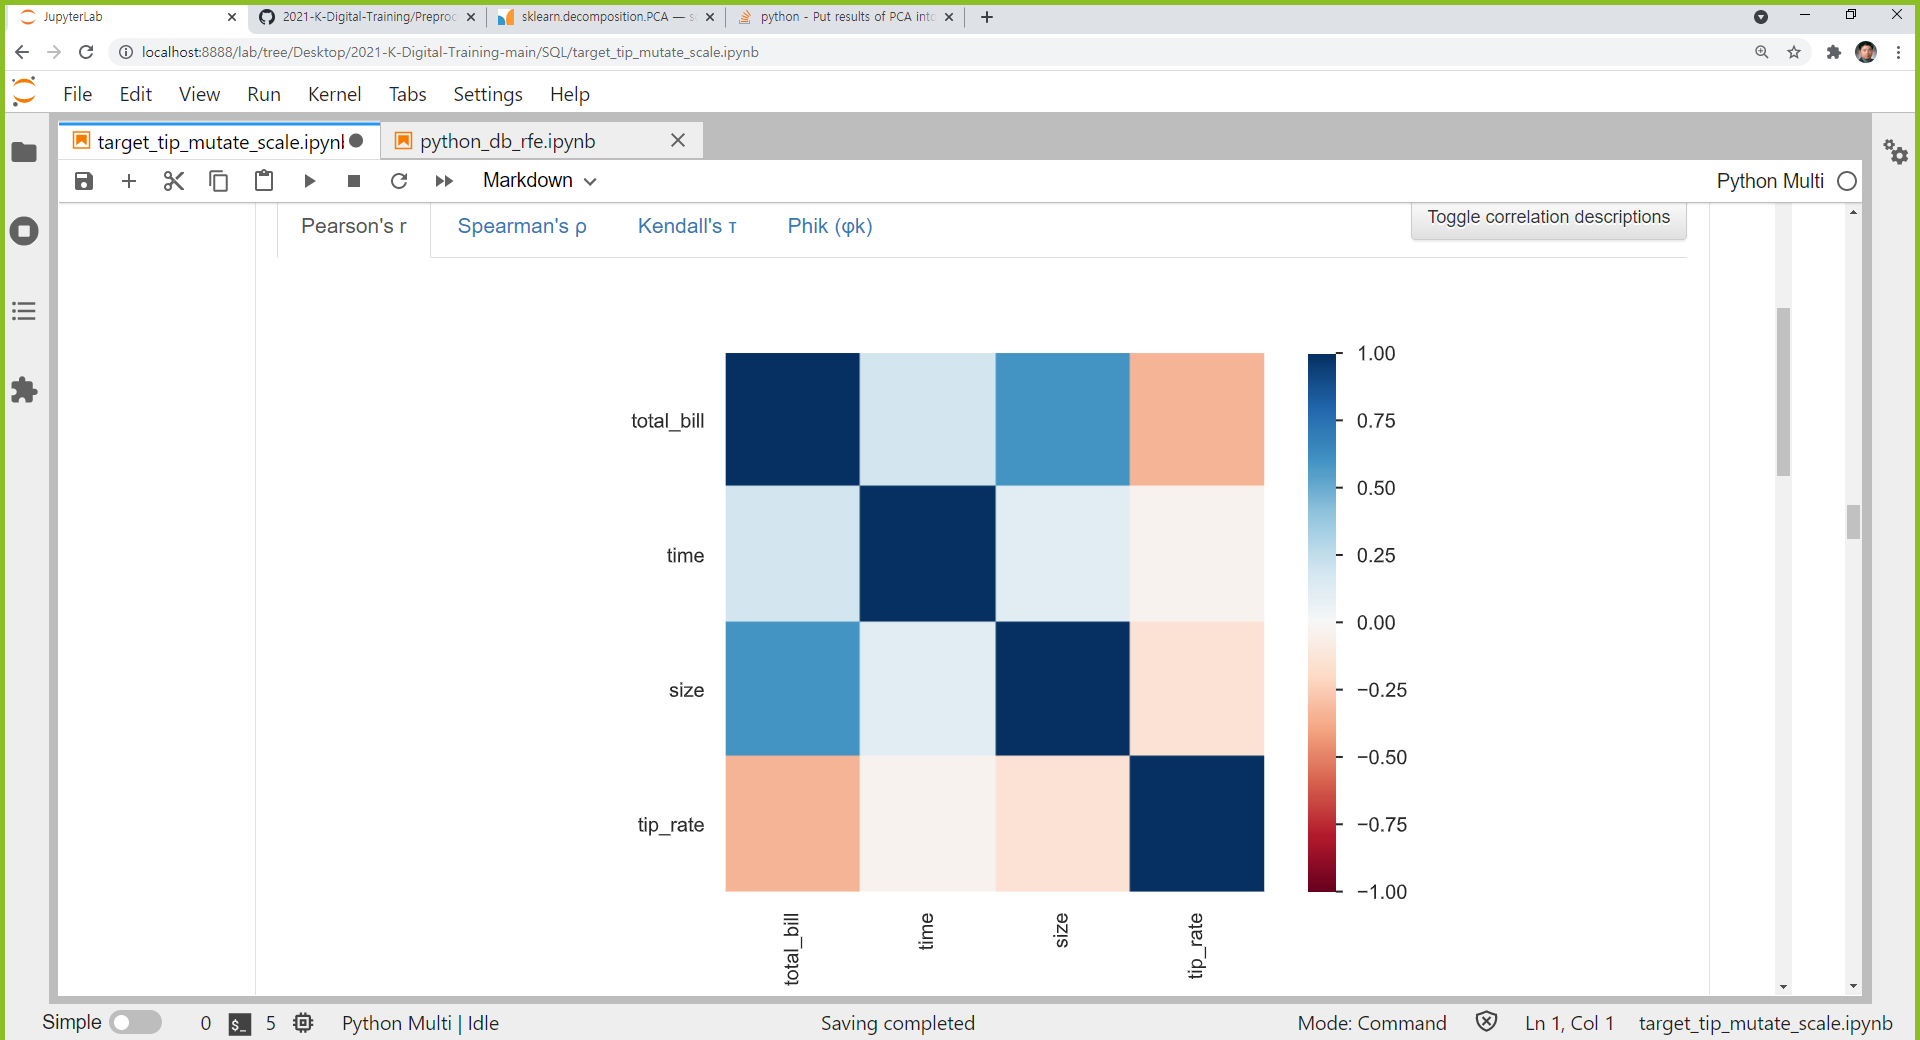 JupyterLab
2021-K-Digital-Training/Preproc
sklearn.decomposition.PCA — s
python - Put results of PCA into
localhost:8888/lab/tree/Desktop/2021-K-Digital-Training-main/SQL/target_tip_mutate_scale.ipynb
File Edit View Run Kernel Tabs Settings Help
target_tip_mutate_scale.ipynl
python_db_rfe.ipynb
Markdown
Python Multi
Pearson's r Spearman's ρ Kendall's τ Phik (φk)
Toggle correlation descriptions
total_bill
time
size
tip_rate
1.00
0.75
0.50
0.25
0.00
−0.25
−0.50
−0.75
−1.00
total_bill
time
size
tip_rate
Simple 0 $_ 5 Python Multi | Idle Saving completed Mode: Command Ln 1, Col 1 target_tip_mutate_scale.ipynb